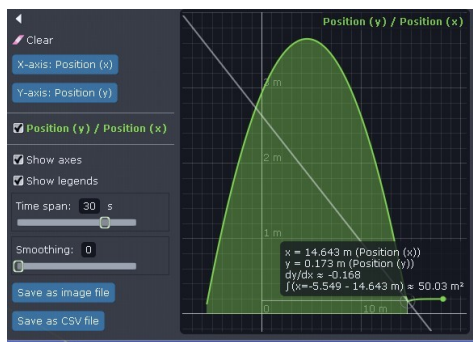 Clear
X-axis: Position (x)
Y-axis: Position (y)
Position (y) / Position (x)
Show axes
Show legends
Time span: 30 s
Smoothing: 0
Save as image file
Save as CSV file
Position (y) / Position (x)
3 m
2 m
1 m
x = 14.643 m (Position (x))
y = 0.173 m (Position (y))
dy/dx ≈ -0.168
∫(x=-5.549 - 14.643 m) ≈ 50.03 m²
0
10 m